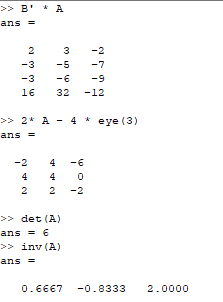 >> B' * A
ans =
2 3 -2
-3 -5 -7
-3 -6 -9
16 32 -12
>> 2* A - 4 * eye(3)
ans =
-2 4 -6
4 4 0
2 2 -2
>> det(A)
ans = 6
>> inv(A)
ans =
0.6667 -0.8333 2.0000